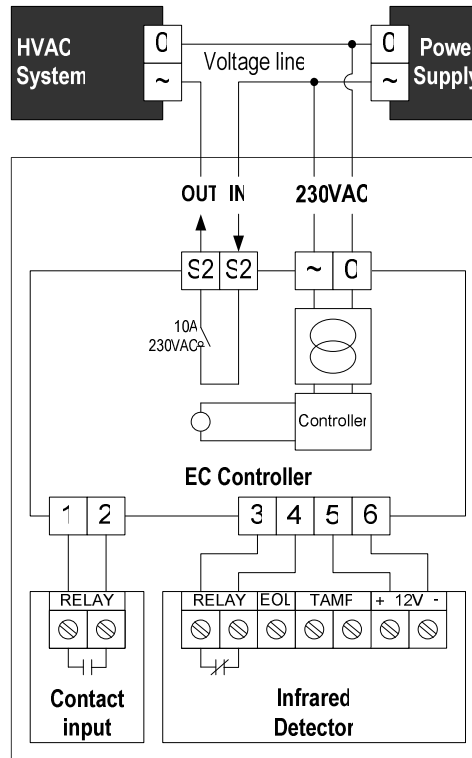 HVAC System
0
~
Voltage line
0
~
Powe Supply
OUT IN 230VAC
S2 S2 ~ 0
10A
230VAC
Controller
EC Controller
1 2 3 4 5 6
RELAY
RELAY EOL TAMP + 12V -
Contact input
Infrared Detector